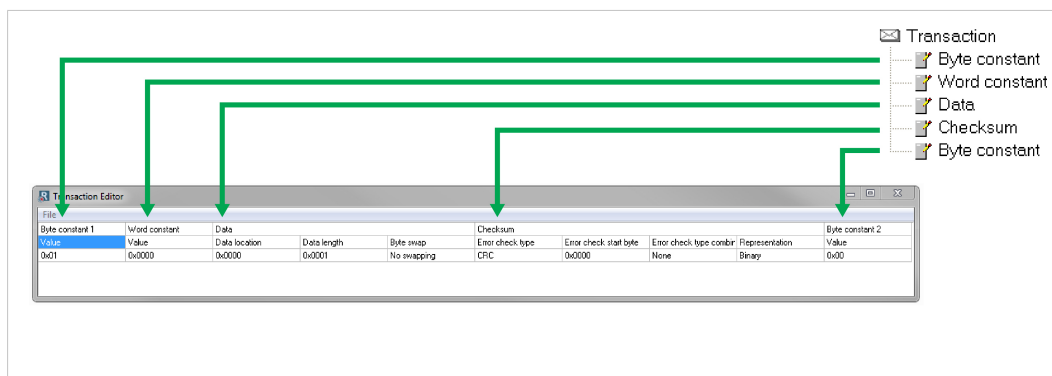 Transaction
Byte constant
Word constant
Data
Checksum
Byte constant
Transaction Editor
File
Byte constant 1 Word constant Data Checksum Byte constant 2
Value Value Data location Data length Byte swap Error check type Error check start byte Error check type combin Representation Value
0x01 0x0000 0x0000 0x0001 No swapping CRC 0x0000 None Binary 0x00